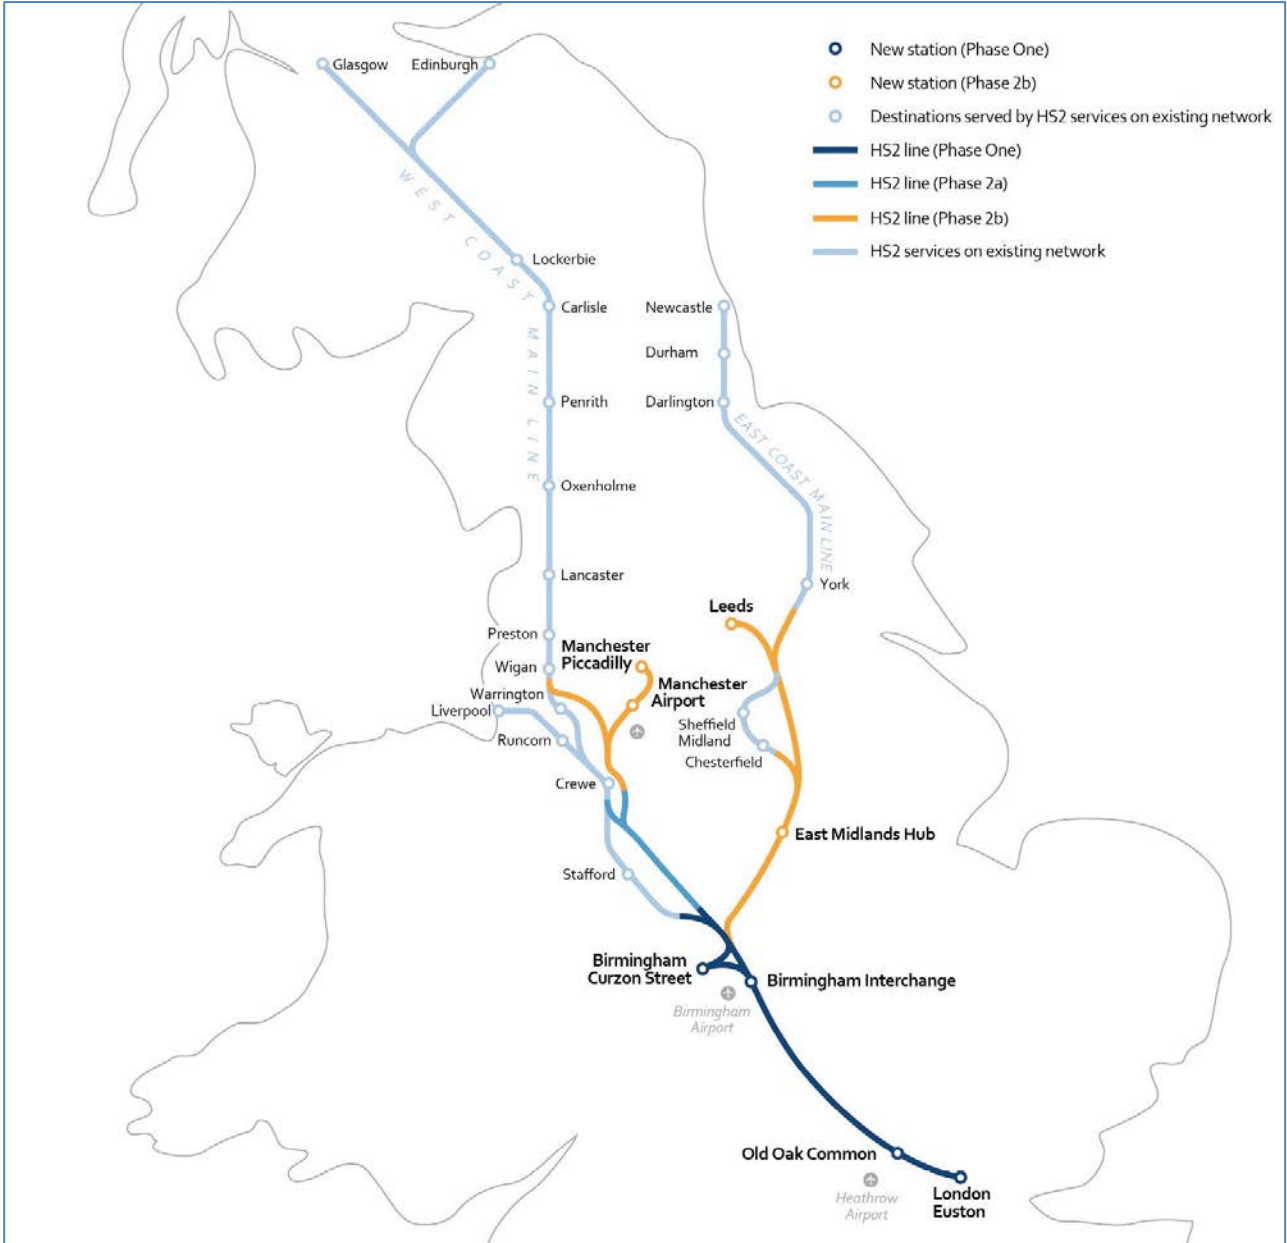 New station (Phase One)
New station (Phase 2b)
Destinations served by HS2 services on existing network
HS2 line (Phase One)
HS2 line (Phase 2a)
HS2 line (Phase 2b)
HS2 services on existing network
Glasgow
Edinburgh
WEST COAST MAIN LINE
Lockerbie
Carlisle
Newcastle
Durham
Penrith
Darlington
EAST COAST MAIN LINE
Oxenholme
Lancaster
York
Leeds
Preston
Manchester
Piccadilly
Wigan
Manchester
Airport
Warrington
Liverpool
Sheffield
Midland
Runcorn
Chesterfield
Crewe
East Midlands Hub
Stafford
Birmingham
Curzon Street
Birmingham Interchange
Birmingham
Airport
Old Oak Common
Heathrow
Airport
London
Euston